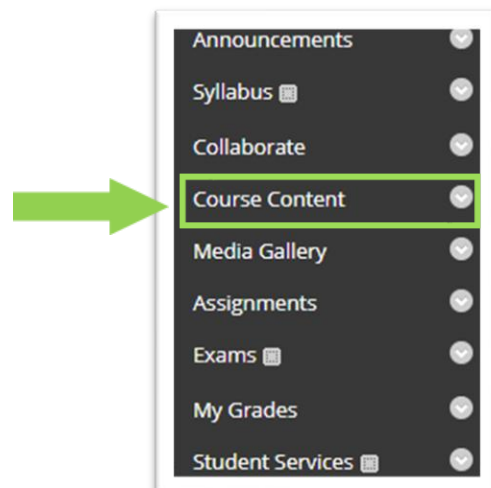 Announcements
Syllabus
Collaborate
Course Content
Media Gallery
Assignments
Exams
My Grades
Student Services